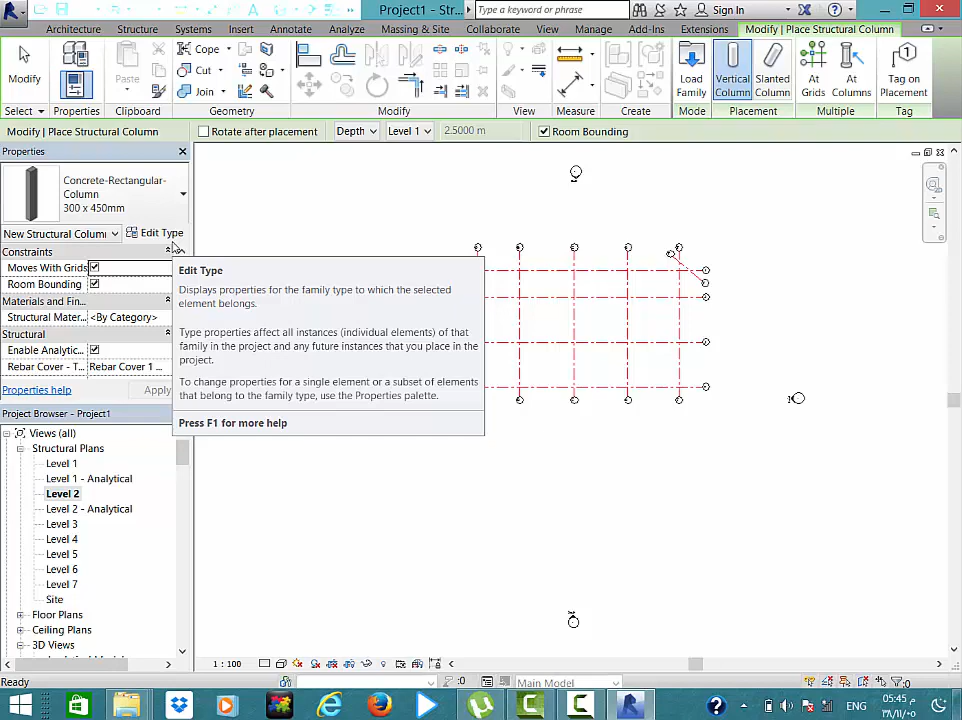 Project1 - Str...
Type a keyword or phrase
Sign In
Architecture Structure Systems Insert Annotate Analyze Massing & Site Collaborate View Manage Add-Ins Extensions Modify | Place Structural Column
Modify
Paste
Cope
Cut
Join
Load Family
Vertical Column
Slanted Column
At Grids
At Columns
Tag on Placement
Select Properties Clipboard Geometry Modify View Measure Create Mode Placement Multiple Tag
Modify | Place Structural Column
Rotate after placement
Depth
Level 1
2.5000 m
Room Bounding
Properties
Concrete-Rectangular-
Column
300 x 450mm
New Structural Column
Edit Type
Constraints
Moves With Grids
Room Bounding
Materials and Fin...
Structural Mater... <By Category>
Structural
Enable Analytic...
Rebar Cover - T... Rebar Cover 1 ...
Properties help
Apply
Edit Type
Displays properties for the family type to which the selected
element belongs.
Type properties affect all instances (individual elements) of that
family in the project and any future instances that you place in the
project.
To change properties for a single element or a subset of elements
that belong to the family type, use the Properties palette.
Press F1 for more help
Project Browser - Project1
Views (all)
Structural Plans
Level 1
Level 1 - Analytical
Level 2
Level 2 - Analytical
Level 3
Level 4
Level 5
Level 6
Level 7
Site
Floor Plans
Ceiling Plans
3D Views
1 : 100
Ready
:0
Main Model
:0
ENG
05:45 م